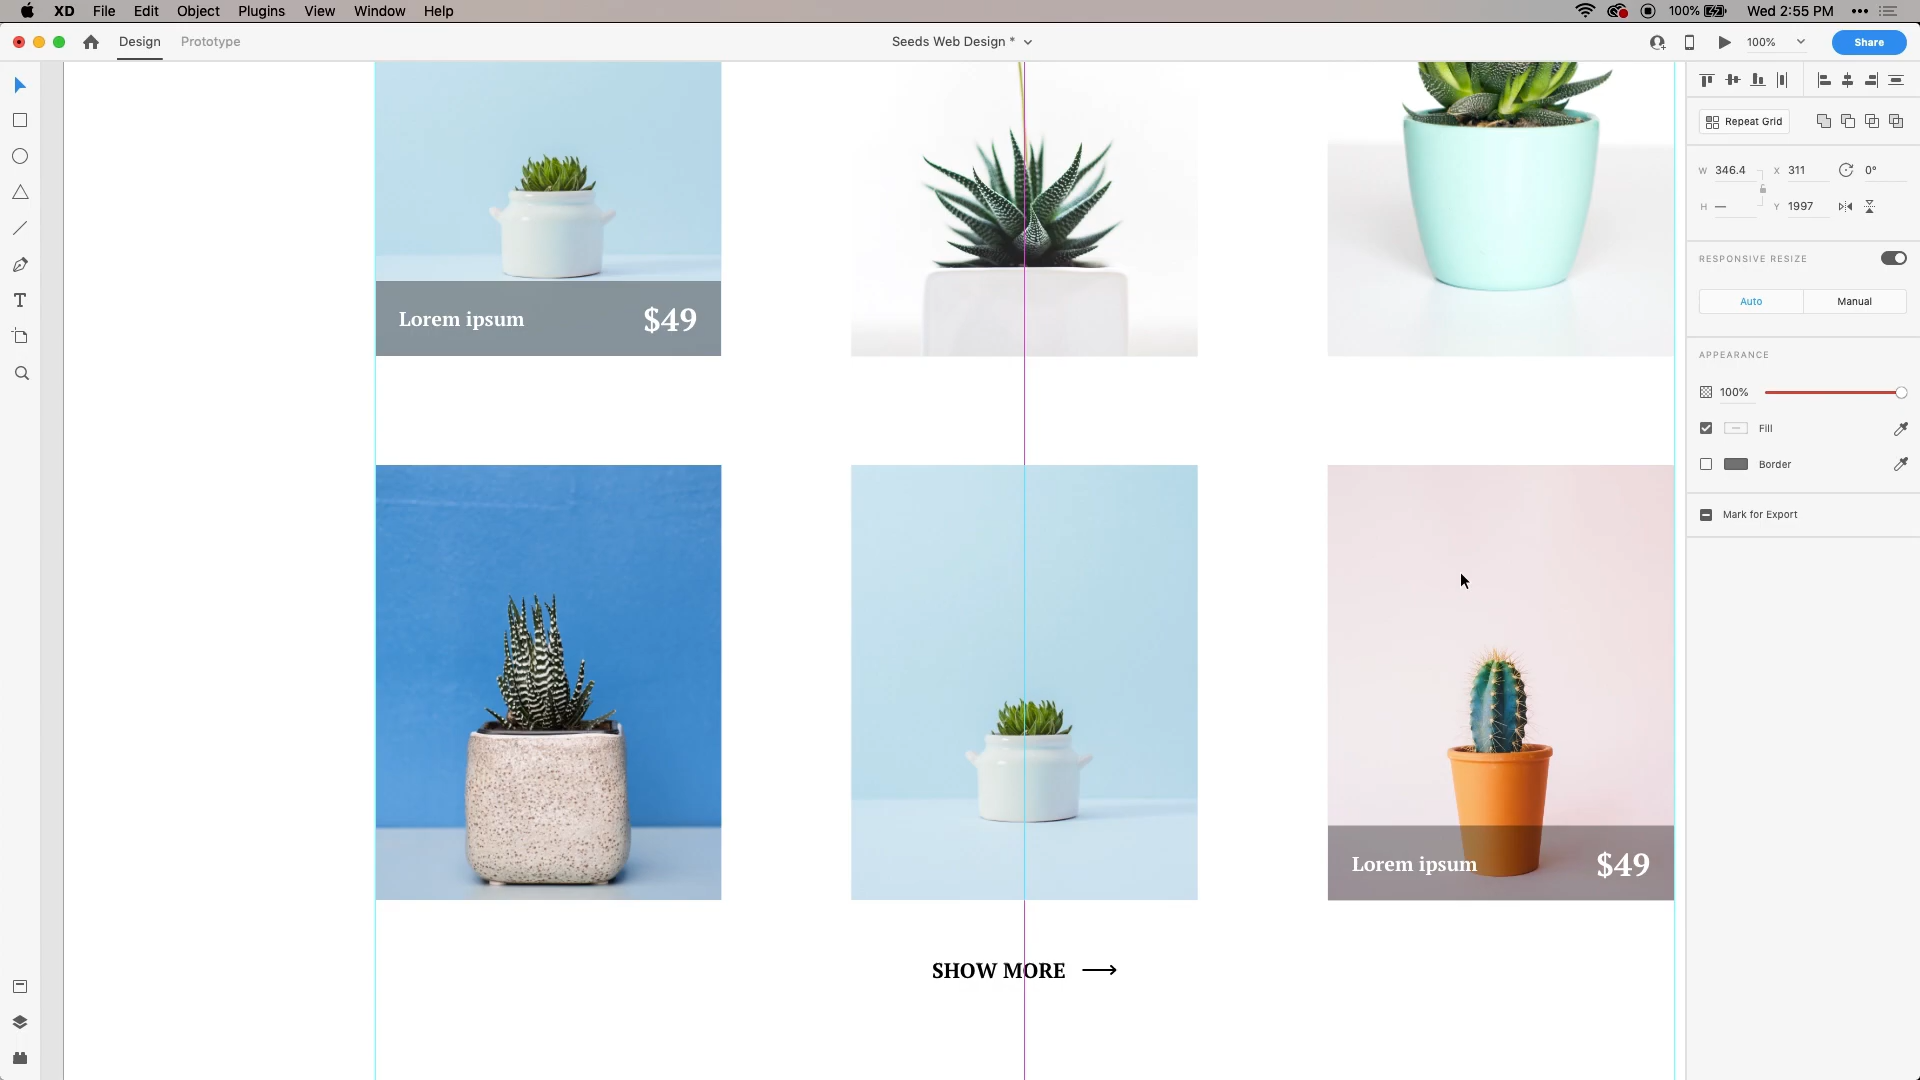 XD File Edit Object Plugins View Window Help 100% Wed 2:55 PM
Design Prototype Seeds Web Design * 100% Share
Repeat Grid
W 346.4 X 311 0°
H — Y 1997
RESPONSIVE RESIZE
Auto Manual
APPEARANCE
100%
Fill
Border
Mark for Export
T
Lorem ipsum $49
Lorem ipsum $49
SHOW MORE